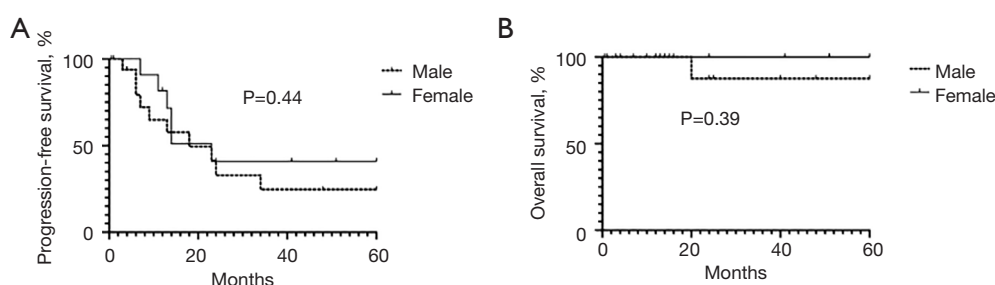 A
Progression-free survival, %
100
50
0
0
20
40
60
Months
P=0.44
Male
Female
B
Overall survival, %
100
50
0
0
20
40
60
Months
P=0.39
Male
Female